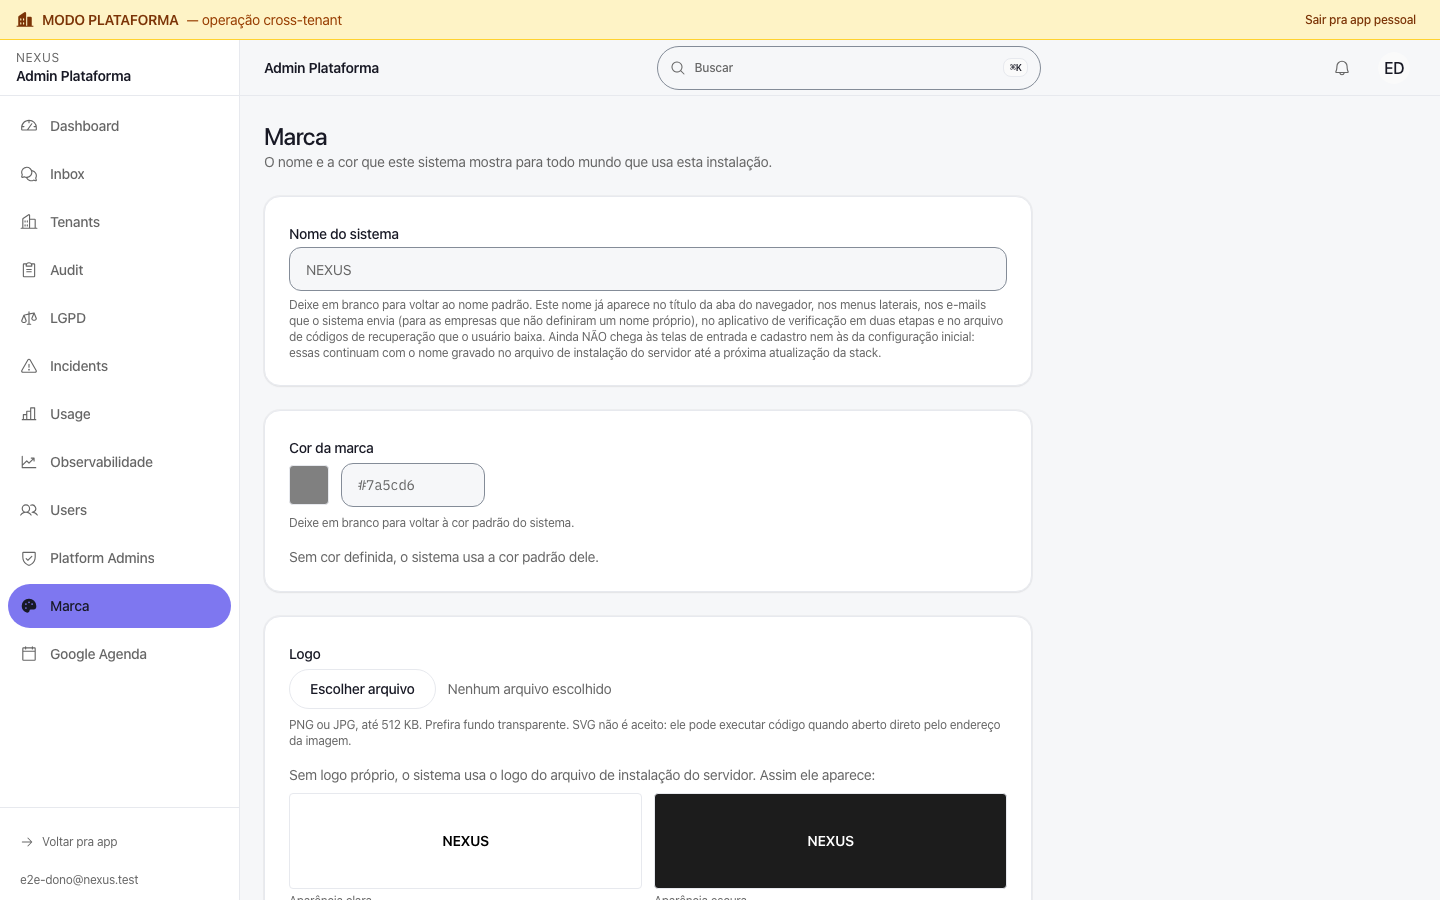 MODO PLATAFORMA — operação cross-tenant
Sair pra app pessoal
NEXUS
Admin Plataforma
Admin Plataforma
Buscar
⌘K
ED
Dashboard
Inbox
Tenants
Audit
LGPD
Incidents
Usage
Observabilidade
Users
Platform Admins
Marca
Google Agenda
Voltar pra app
e2e-dono@nexus.test
Marca
O nome e a cor que este sistema mostra para todo mundo que usa esta instalação.
Nome do sistema
NEXUS
Deixe em branco para voltar ao nome padrão. Este nome já aparece no título da aba do navegador, nos menus laterais, nos e-mails
que o sistema envia (para as empresas que não definiram um nome próprio), no aplicativo de verificação em duas etapas e no arquivo
de códigos de recuperação que o usuário baixa. Ainda NÃO chega às telas de entrada e cadastro nem às da configuração inicial:
essas continuam com o nome gravado no arquivo de instalação do servidor até a próxima atualização da stack.
Cor da marca
#7a5cd6
Deixe em branco para voltar à cor padrão do sistema.
Sem cor definida, o sistema usa a cor padrão dele.
Logo
Escolher arquivo
Nenhum arquivo escolhido
PNG ou JPG, até 512 KB. Prefira fundo transparente. SVG não é aceito: ele pode executar código quando aberto direto pelo endereço
da imagem.
Sem logo próprio, o sistema usa o logo do arquivo de instalação do servidor. Assim ele aparece:
NEXUS
NEXUS
Aparência clara
Aparência escura